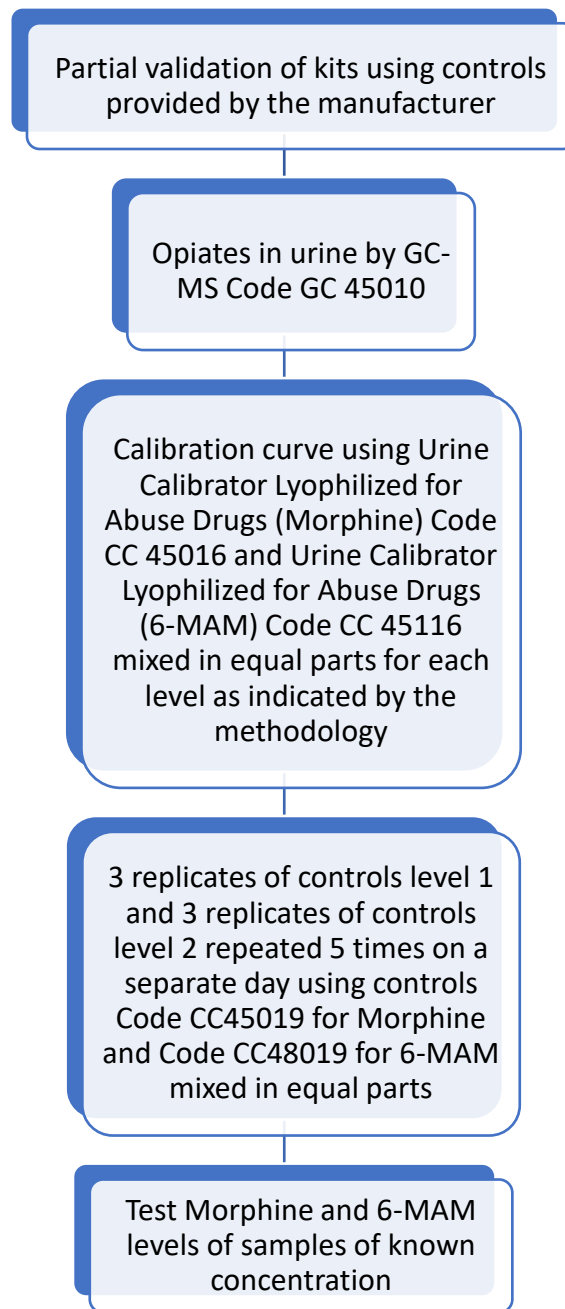 Partial validation of kits using controls
provided by the manufacturer
Opiates in urine by GC-
MS Code GC 45010
Calibration curve using Urine
Calibrator Lyophilized for
Abuse Drugs (Morphine) Code
CC 45016 and Urine Calibrator
Lyophilized for Abuse Drugs
(6-MAM) Code CC 45116
mixed in equal parts for each
level as indicated by the
methodology
3 replicates of controls level 1
and 3 replicates of controls
level 2 repeated 5 times on a
separate day using controls
Code CC45019 for Morphine
and Code CC48019 for 6-MAM
mixed in equal parts
Test Morphine and 6-MAM
levels of samples of known
concentration